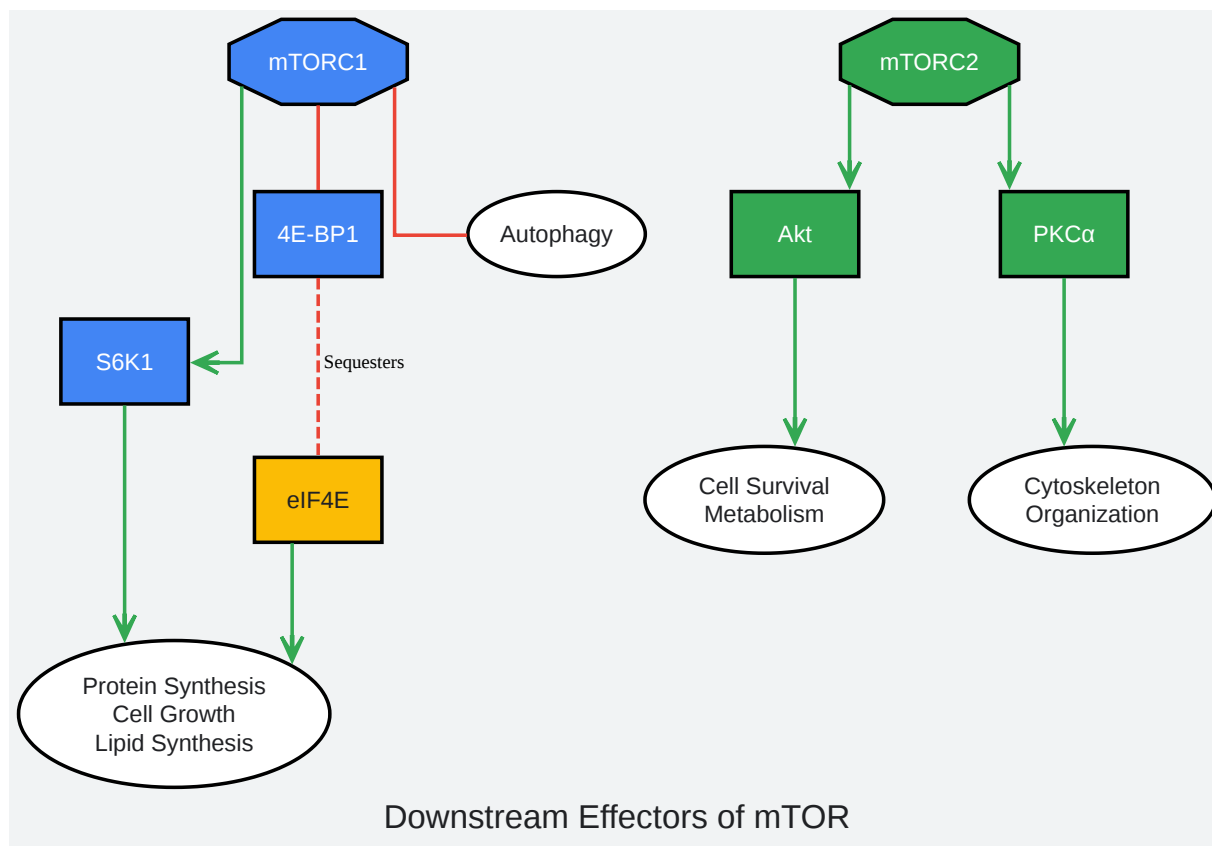 mTORC1
mTORC2
4E-BP1
Autophagy
Akt
PKCα
S6K1
Sequesters
eIF4E
Cell Survival
Metabolism
Cytoskeleton
Organization
Protein Synthesis
Cell Growth
Lipid Synthesis
Downstream Effectors of mTOR